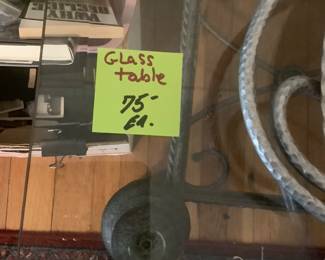 Glass
table
75-
EA.